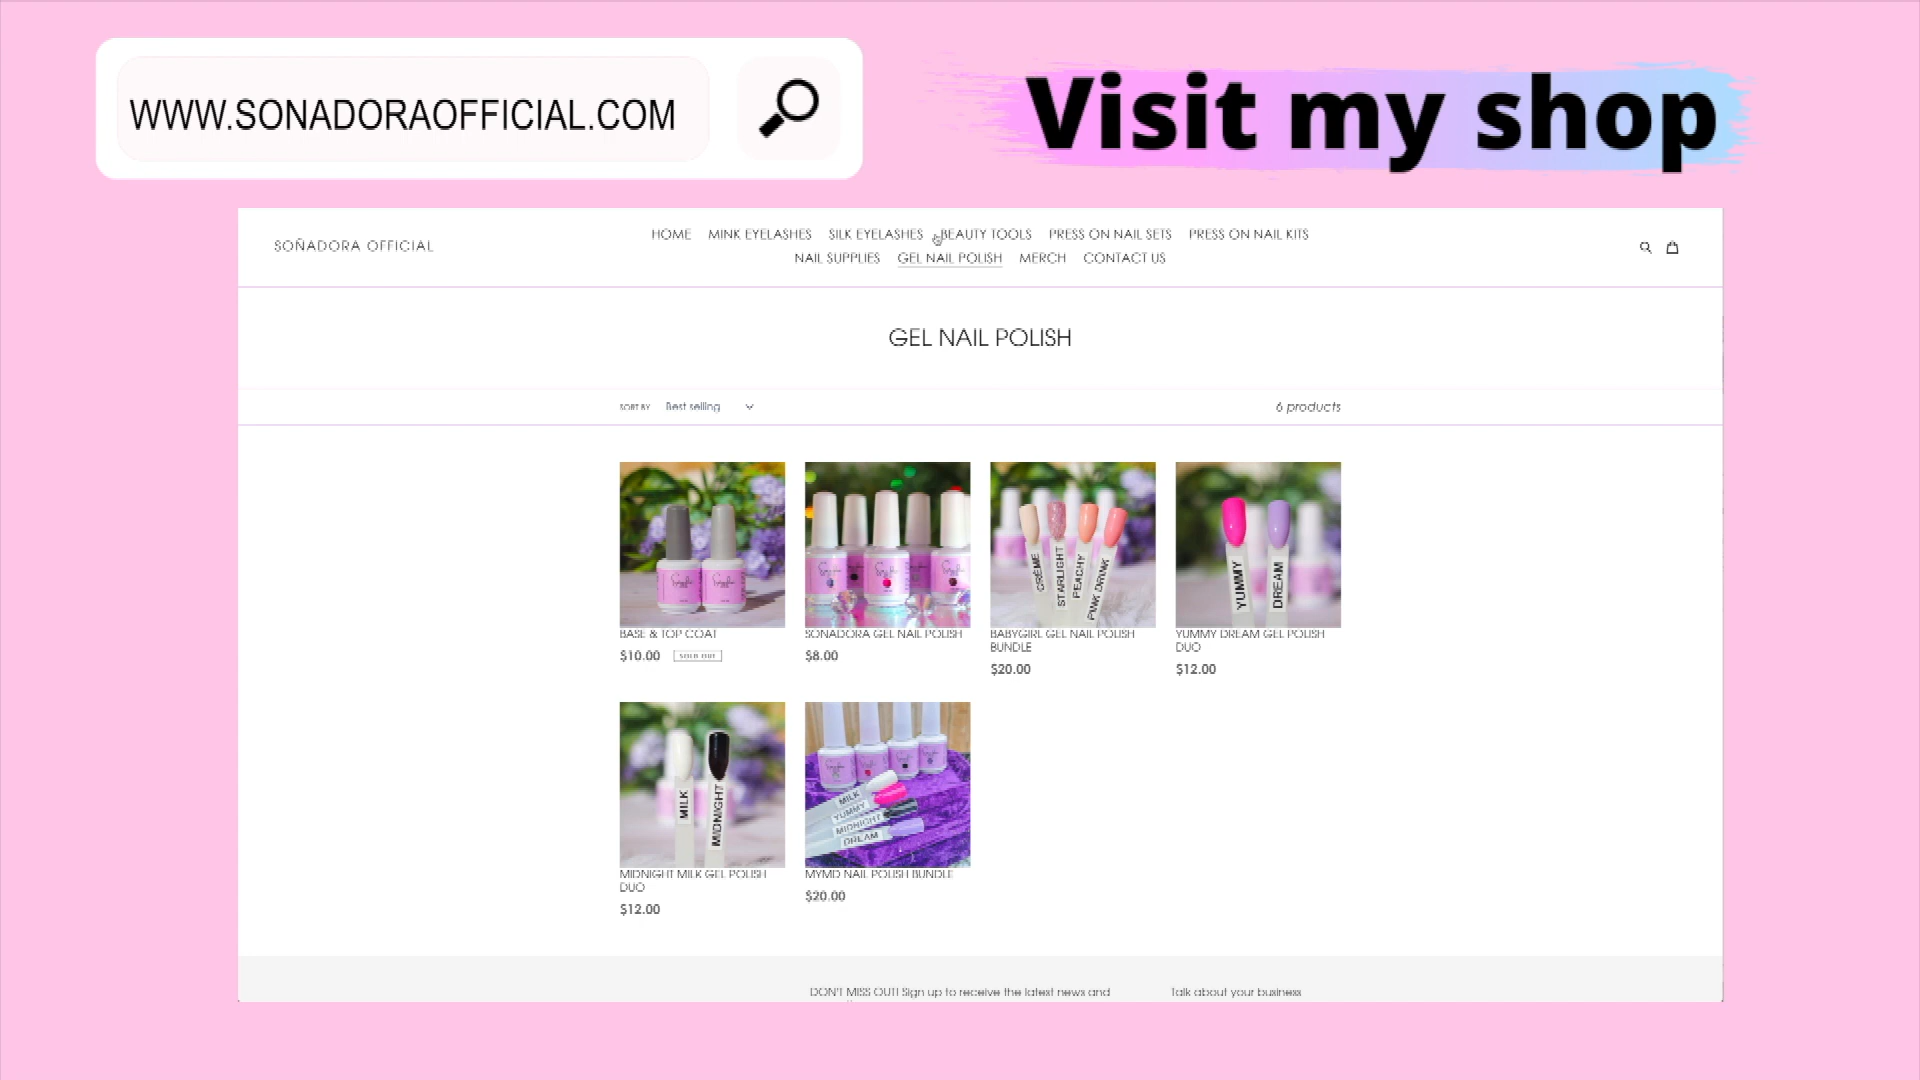 WWW.SONADORAOFFICIAL.COM
Visit my shop
SOÑADORA OFFICIAL
HOME MINK EYELASHES SILK EYELASHES BEAUTY TOOLS PRESS ON NAIL SETS PRESS ON NAIL KITS
NAIL SUPPLIES GEL NAIL POLISH MERCH CONTACT US
GEL NAIL POLISH
SORT BY Best selling
6 products
CRÈME
STARLIGHT
PEACHY
PINK DRINK
YUMMY
DREAM
BASE & TOP COAT
$10.00 SOLD OUT
SONADORA GEL NAIL POLISH
$8.00
BABYGIRL GEL NAIL POLISH
BUNDLE
$20.00
YUMMY DREAM GEL POLISH
DUO
$12.00
MILK
MIDNIGHT
MILK
YUMMY
MIDNIGHT
DREAM
MIDNIGHT MILK GEL POLISH
DUO
$12.00
MYMD NAIL POLISH BUNDLE
$20.00
DON'T MISS OUT! Sign up to receive the latest news and
Talk about your business